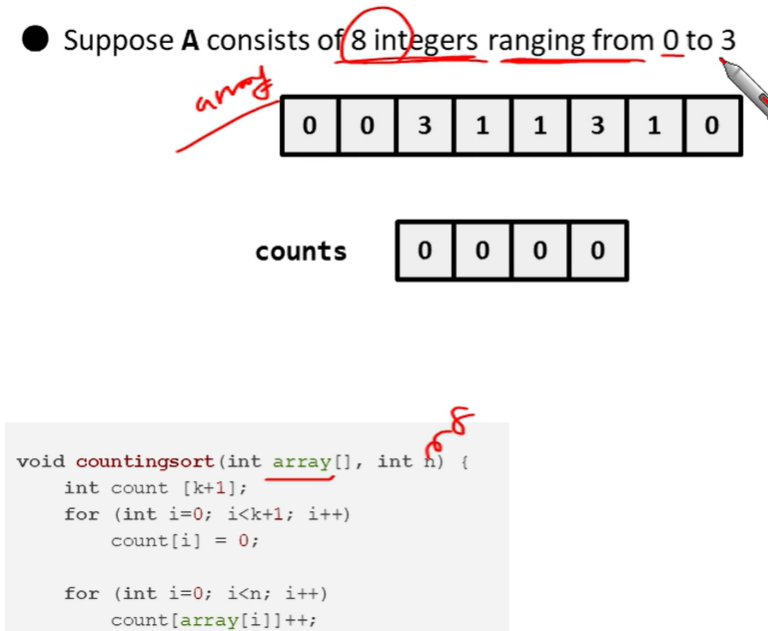 ● Suppose A consists of 8 integers ranging from 0 to 3
array
0 0 3 1 1 3 1 0
counts 0 0 0 0
8
void countingsort(int array[], int n) {
int count [k+1];
for (int i=0; i<k+1; i++)
count[i] = 0;
for (int i=0; i<n; i++)
count[array[i]]++;